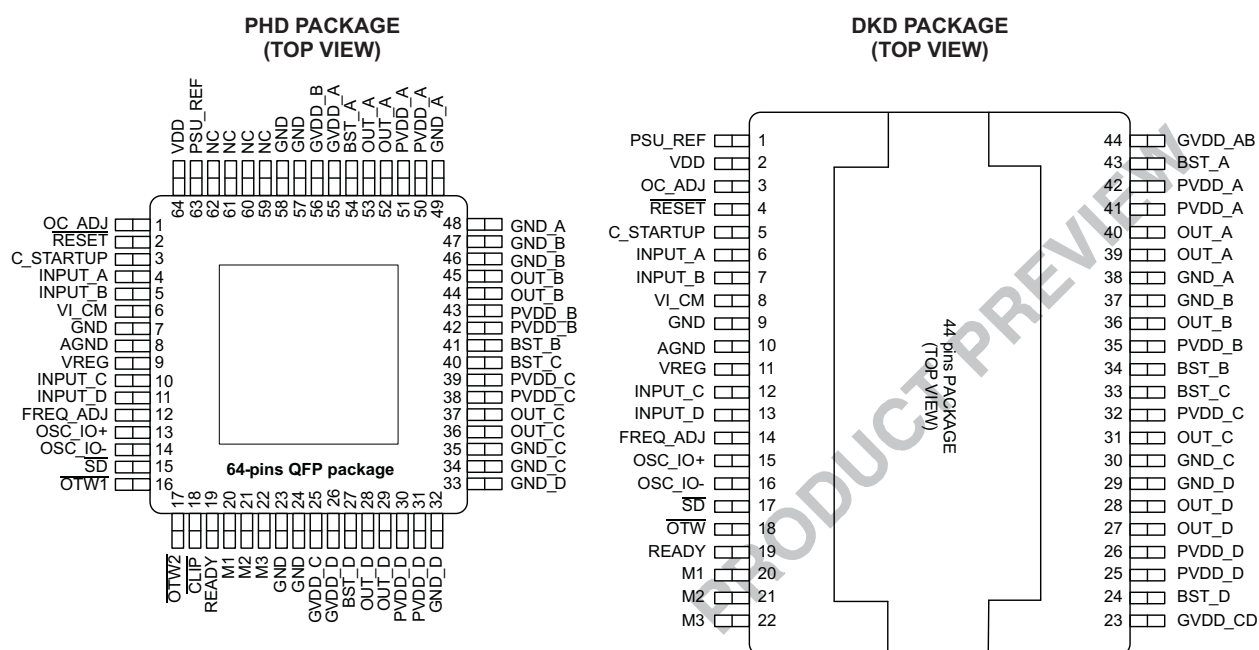 PHD PACKAGE
(TOP VIEW)
VDD
PSU_REF
NC
NC
NC
NC
GND
GND
GVDD_B
GVDD_A
BST_A
OUT_A
OUT_A
PVDD_A
PVDD_A
GND_A
64
63
62
61
60
59
58
57
56
55
54
53
52
51
50
49
OC_ADJ 1
RESET 2
C_STARTUP 3
INPUT_A 4
INPUT_B 5
VI_CM 6
GND 7
AGND 8
VREG 9
INPUT_C 10
INPUT_D 11
FREQ_ADJ 12
OSC_IO+ 13
OSC_IO- 14
SD 15
OTW1 16
48 GND_A
47 GND_B
46 GND_B
45 OUT_B
44 OUT_B
43 PVDD_B
42 PVDD_B
41 BST_B
40 BST_C
39 PVDD_C
38 PVDD_C
37 OUT_C
36 OUT_C
35 GND_C
34 GND_C
33 GND_D
64-pins QFP package
17
18
19
20
21
22
23
24
25
26
27
28
29
30
31
32
OTW2
CLIP
READY
M1
M2
M3
GND
GND
GVDD_C
GVDD_D
BST_D
OUT_D
OUT_D
PVDD_D
PVDD_D
GND_D
DKD PACKAGE
(TOP VIEW)
PSU_REF 1
VDD 2
OC_ADJ 3
RESET 4
C_STARTUP 5
INPUT_A 6
INPUT_B 7
VI_CM 8
GND 9
AGND 10
VREG 11
INPUT_C 12
INPUT_D 13
FREQ_ADJ 14
OSC_IO+ 15
OSC_IO- 16
SD 17
OTW 18
READY 19
M1 20
M2 21
M3 22
44 pins PACKAGE
(TOP VIEW)
PRODUCT PREVIEW
44 GVDD_AB
43 BST_A
42 PVDD_A
41 PVDD_A
40 OUT_A
39 OUT_A
38 GND_A
37 GND_B
36 OUT_B
35 PVDD_B
34 BST_B
33 BST_C
32 PVDD_C
31 OUT_C
30 GND_C
29 GND_D
28 OUT_D
27 OUT_D
26 PVDD_D
25 PVDD_D
24 BST_D
23 GVDD_CD